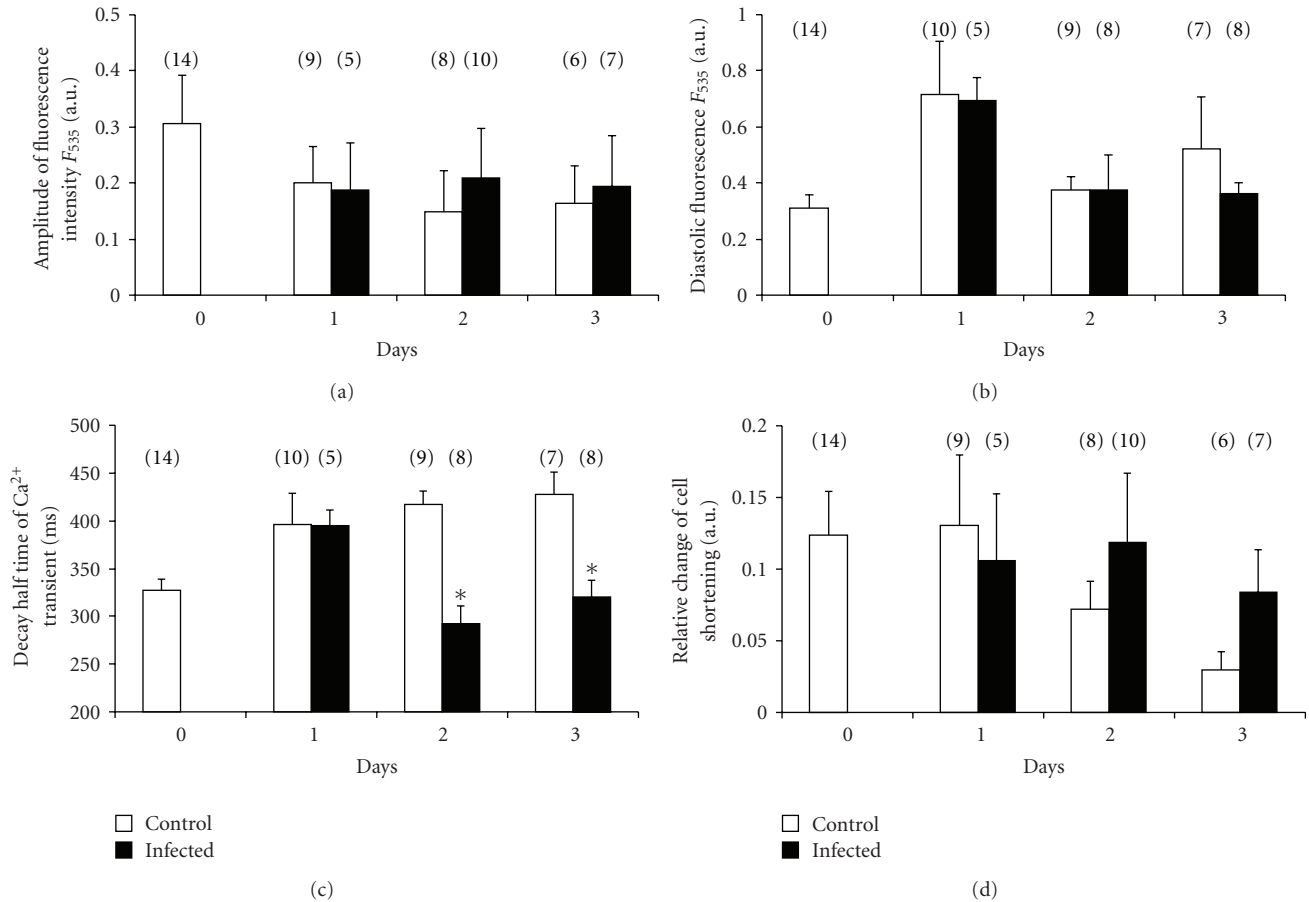 Amplitude of fluorescence
intensity F535 (a.u.)
0.5
0.4
0.3
0.2
0.1
0
(14)
(9) (5)
(8) (10)
(6) (7)
0 1 2 3
Days
(a)
Diastolic fluorescence F535 (a.u.)
1
0.8
0.6
0.4
0.2
0
(14)
(10) (5)
(9) (8)
(7) (8)
0 1 2 3
Days
(b)
Decay half time of Ca2+
transient (ms)
500
450
400
350
300
250
200
(14)
(10) (5)
(9) (8)
(7) (8)
*
*
0 1 2 3
Days
Control
Infected
(c)
Relative change of cell
shortening (a.u.)
0.2
0.15
0.1
0.05
0
(14)
(9) (5)
(8) (10)
(6) (7)
0 1 2 3
Days
Control
Infected
(d)